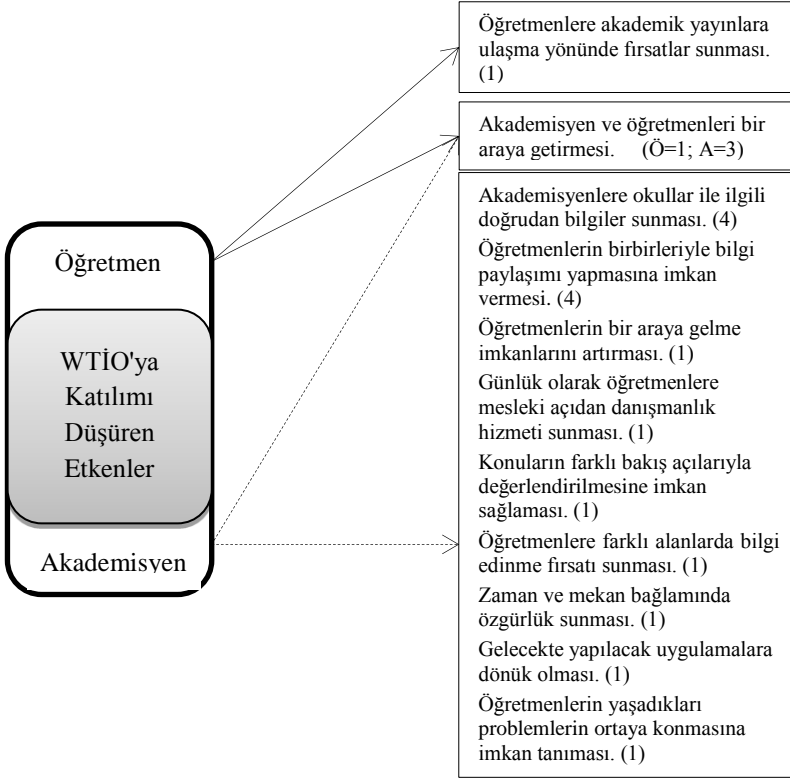 Öğretmen
WTİO'ya
Katılımı
Düşüren
Etkenler
Akademisyen
Öğretmenlere akademik yayınlara
ulaşma yönünde fırsatlar sunması.
(1)
Akademisyen ve öğretmenleri bir
araya getirmesi. (Ö=1; A=3)
Akademisyenlere okullar ile ilgili
doğrudan bilgiler sunması. (4)
Öğretmenlerin birbirleriyle bilgi
paylaşımı yapmasına imkan
vermesi. (4)
Öğretmenlerin bir araya gelme
imkanlarını artırması. (1)
Günlük olarak öğretmenlere
mesleki açıdan danışmanlık
hizmeti sunması. (1)
Konuların farklı bakış açılarıyla
değerlendirilmesine imkan
sağlaması. (1)
Öğretmenlere farklı alanlarda bilgi
edinme fırsatı sunması. (1)
Zaman ve mekan bağlamında
özgürlük sunması. (1)
Gelecekte yapılacak uygulamalara
dönük olması. (1)
Öğretmenlerin yaşadıkları
problemlerin ortaya konmasına
imkan tanıması. (1)